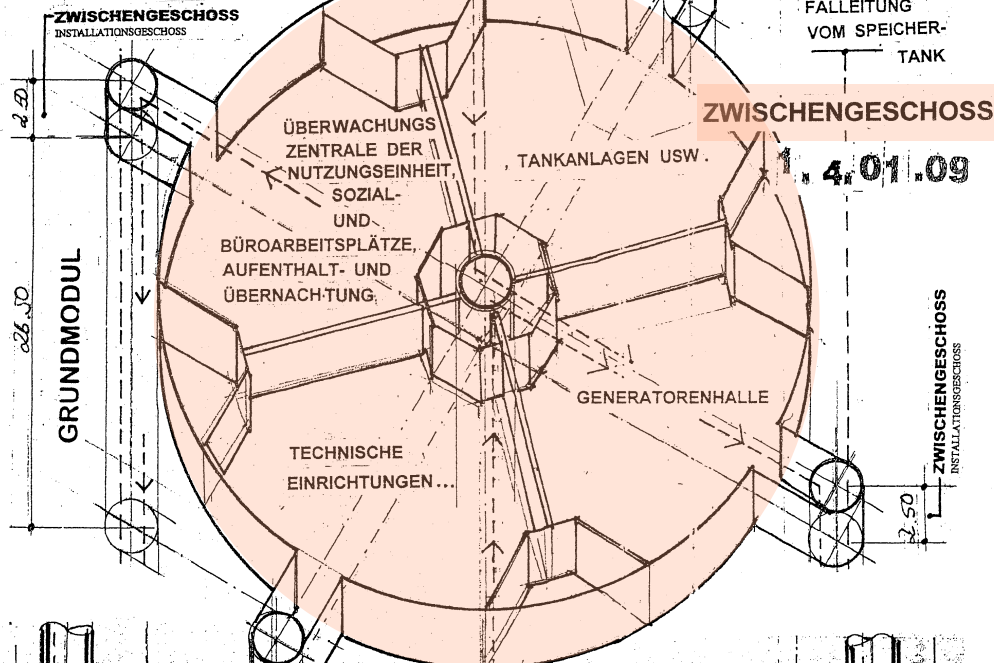 ZWISCHENGESCHOSS
INSTALLATIONSGESCHOSS
FALLEITUNG
VOM SPEICHER-
TANK
ZWISCHENGESCHOSS
1.4.01.09
ÜBERWACHUNGS
ZENTRALE DER
NUTZUNGSEINHEIT,
SOZIAL-
UND
BÜROARBEITSPLÄTZE,
AUFENTHALT- UND
ÜBERNACHTUNG
TANKANLAGEN USW.
2.50
26.50
GRUNDMODUL
GENERATORENHALLE
TECHNISCHE
EINRICHTUNGEN...
ZWISCHENGESCHOSS
INSTALLATIONSGESCHOSS
2.50